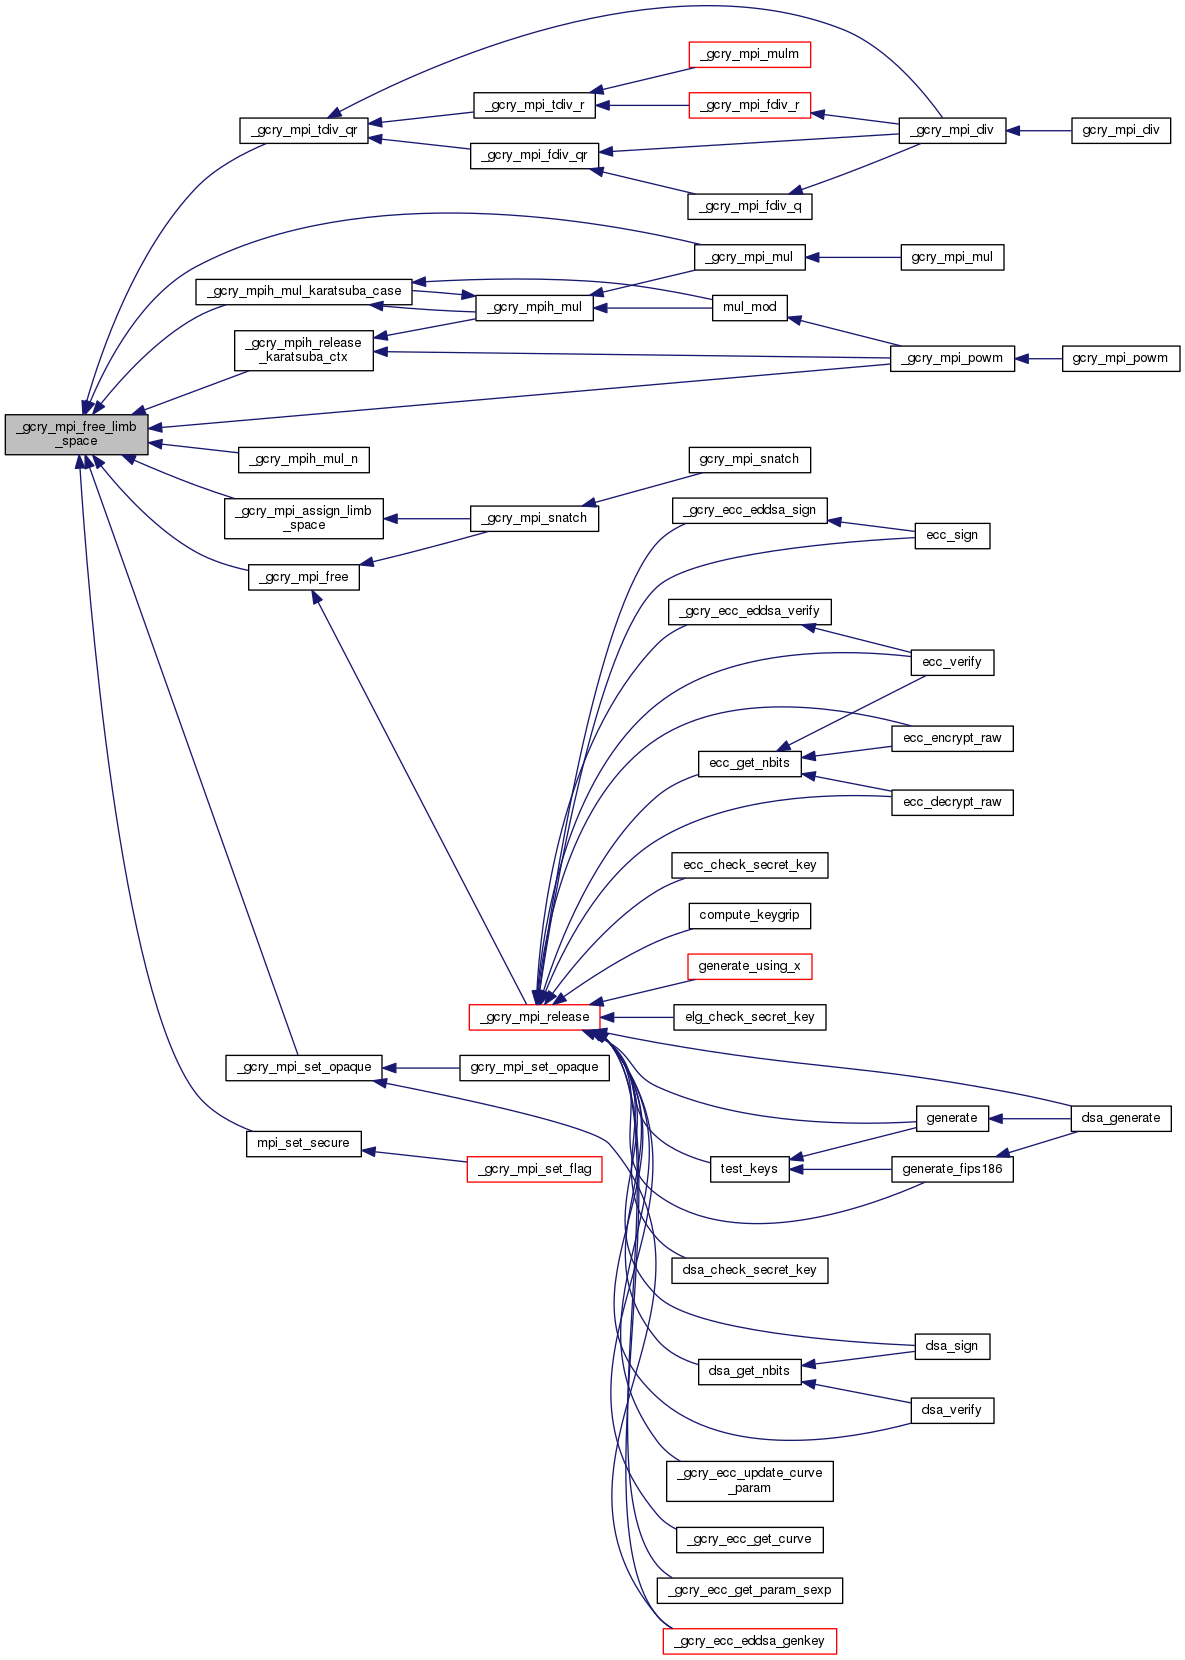 _gcry_mpi_mulm
_gcry_mpi_tdiv_r
_gcry_mpi_fdiv_r
_gcry_mpi_tdiv_qr
_gcry_mpi_div
gcry_mpi_div
_gcry_mpi_fdiv_qr
_gcry_mpi_fdiv_q
_gcry_mpi_mul
gcry_mpi_mul
_gcry_mpih_mul_karatsuba_case
_gcry_mpih_mul
mul_mod
_gcry_mpih_release
_karatsuba_ctx
_gcry_mpi_powm
gcry_mpi_powm
_gcry_mpi_free_limb
_space
_gcry_mpih_mul_n
gcry_mpi_snatch
_gcry_mpi_assign_limb
_space
_gcry_mpi_snatch
_gcry_ecc_eddsa_sign
ecc_sign
_gcry_mpi_free
_gcry_ecc_eddsa_verify
ecc_verify
ecc_encrypt_raw
ecc_get_nbits
ecc_decrypt_raw
ecc_check_secret_key
compute_keygrip
generate_using_x
_gcry_mpi_release
elg_check_secret_key
_gcry_mpi_set_opaque
gcry_mpi_set_opaque
generate
dsa_generate
mpi_set_secure
_gcry_mpi_set_flag
test_keys
generate_fips186
dsa_check_secret_key
dsa_sign
dsa_get_nbits
dsa_verify
_gcry_ecc_update_curve
_param
_gcry_ecc_get_curve
_gcry_ecc_get_param_sexp
_gcry_ecc_eddsa_genkey